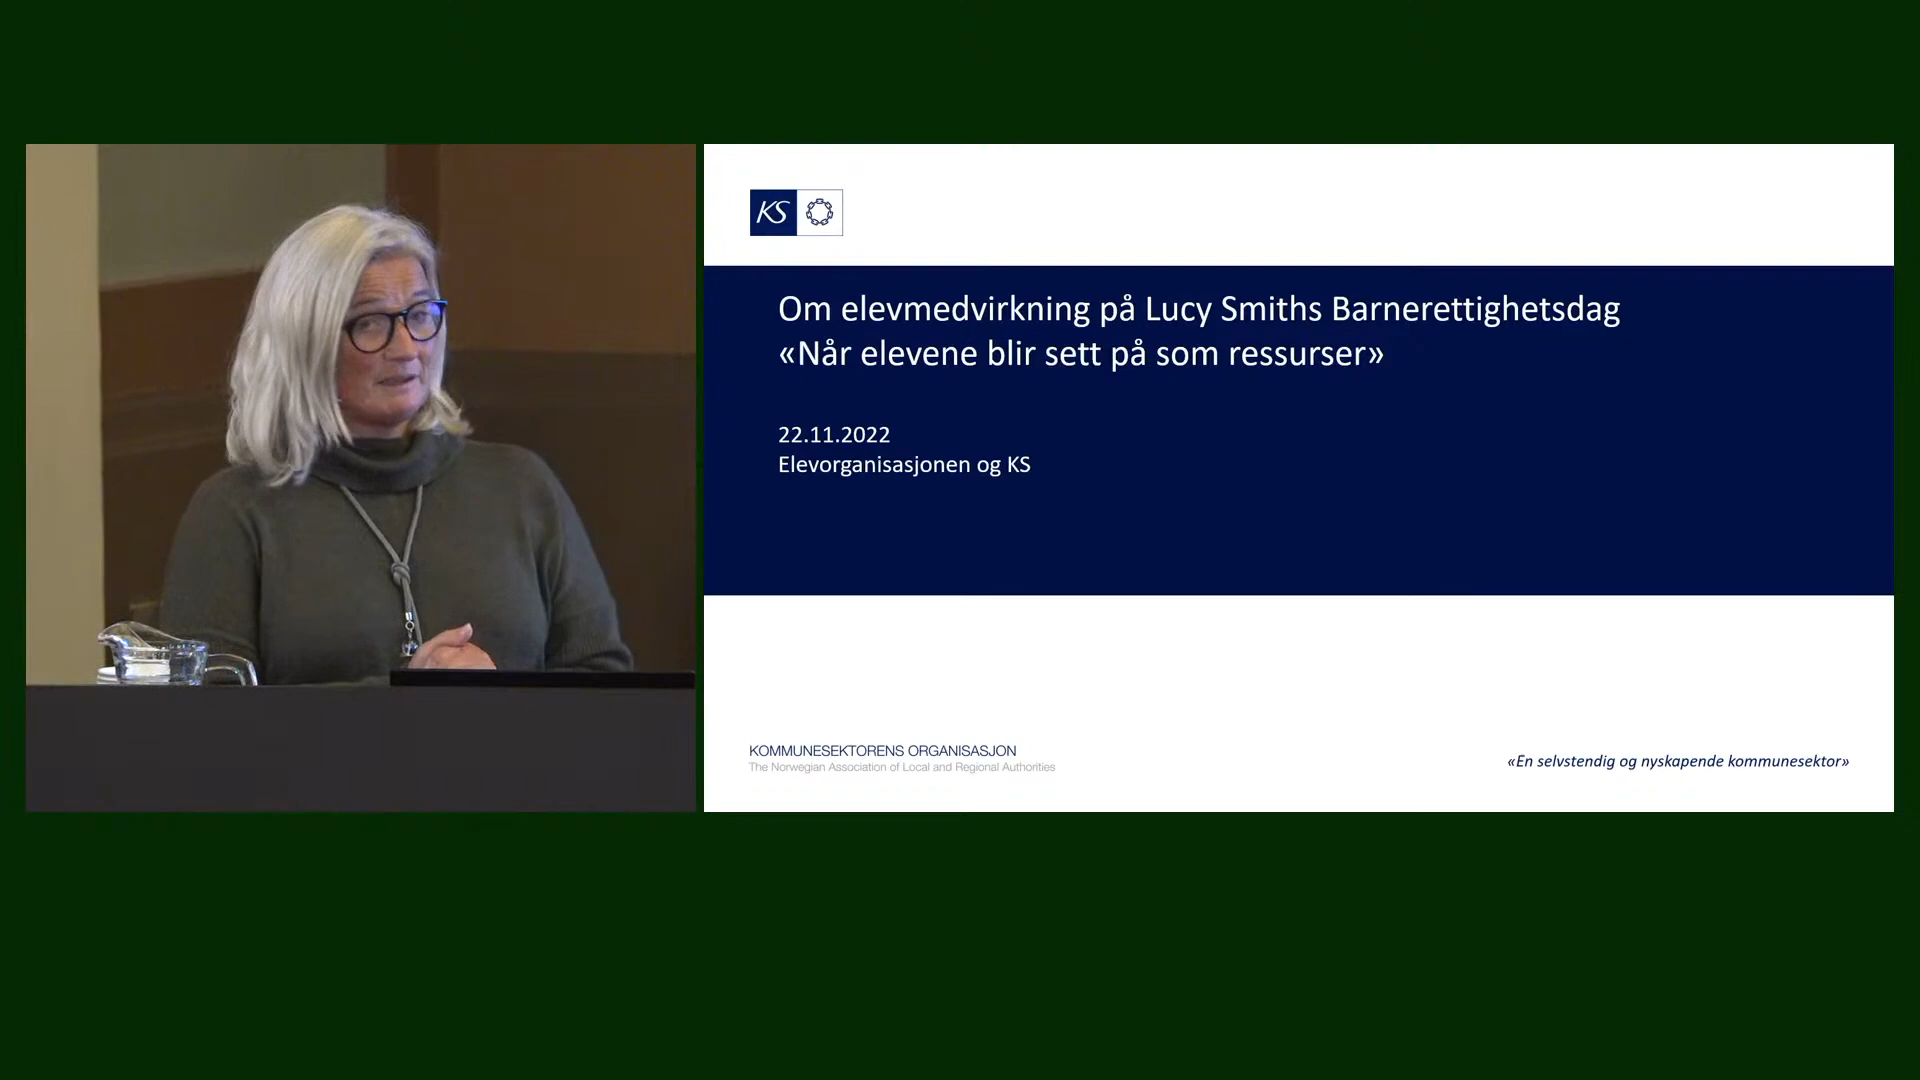 KS
Om elevmedvirkning på Lucy Smiths Barnerettighetsdag
«Når elevene blir sett på som ressurser»
22.11.2022
Elevorganisasjonen og KS
KOMMUNESEKTORENS ORGANISASJON
The Norwegian Association of Local and Regional Authorities
«En selvstendig og nyskapende kommunesektor»